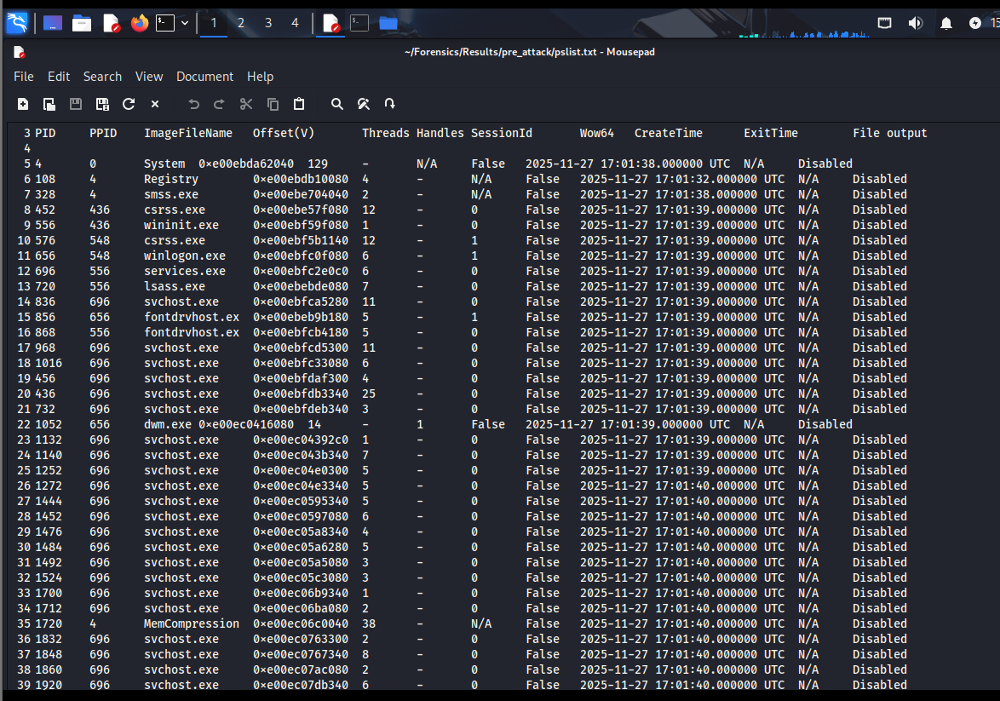 1 2 3 4 15
~/Forensics/Results/pre_attack/pslist.txt - Mousepad
File Edit Search View Document Help
3 PID PPID ImageFileName Offset(V) Threads Handles SessionId Wow64 CreateTime ExitTime File output
4
5 4 0 System 0xe00ebda62040 129 - N/A False 2025-11-27 17:01:38.000000 UTC N/A Disabled
6 108 4 Registry 0xe00ebdb10080 4 - N/A False 2025-11-27 17:01:32.000000 UTC N/A Disabled
7 328 4 smss.exe 0xe00ebe704040 2 - N/A False 2025-11-27 17:01:38.000000 UTC N/A Disabled
8 452 436 csrss.exe 0xe00ebe57f080 12 - 0 False 2025-11-27 17:01:39.000000 UTC N/A Disabled
9 556 436 wininit.exe 0xe00ebf59f080 1 - 0 False 2025-11-27 17:01:39.000000 UTC N/A Disabled
10 576 548 csrss.exe 0xe00ebf5b1140 12 - 1 False 2025-11-27 17:01:39.000000 UTC N/A Disabled
11 656 548 winlogon.exe 0xe00ebfc0f080 6 - 1 False 2025-11-27 17:01:39.000000 UTC N/A Disabled
12 696 556 services.exe 0xe00ebfc2e0c0 6 - 0 False 2025-11-27 17:01:39.000000 UTC N/A Disabled
13 720 556 lsass.exe 0xe00ebebde080 7 - 0 False 2025-11-27 17:01:39.000000 UTC N/A Disabled
14 836 696 svchost.exe 0xe00ebfca5280 11 - 0 False 2025-11-27 17:01:39.000000 UTC N/A Disabled
15 856 656 fontdrvhost.ex 0xe00ebeb9b180 5 - 1 False 2025-11-27 17:01:39.000000 UTC N/A Disabled
16 868 556 fontdrvhost.ex 0xe00ebfcb4180 5 - 0 False 2025-11-27 17:01:39.000000 UTC N/A Disabled
17 968 696 svchost.exe 0xe00ebfcd5300 11 - 0 False 2025-11-27 17:01:39.000000 UTC N/A Disabled
18 1016 696 svchost.exe 0xe00ebfc33080 6 - 0 False 2025-11-27 17:01:39.000000 UTC N/A Disabled
19 456 696 svchost.exe 0xe00ebfdaf300 4 - 0 False 2025-11-27 17:01:39.000000 UTC N/A Disabled
20 436 696 svchost.exe 0xe00ebfdb3340 25 - 0 False 2025-11-27 17:01:39.000000 UTC N/A Disabled
21 732 696 svchost.exe 0xe00ebfdeb340 3 - 0 False 2025-11-27 17:01:39.000000 UTC N/A Disabled
22 1052 656 dwm.exe 0xe00ec0416080 14 - 1 False 2025-11-27 17:01:39.000000 UTC N/A Disabled
23 1132 696 svchost.exe 0xe00ec04392c0 1 - 0 False 2025-11-27 17:01:39.000000 UTC N/A Disabled
24 1140 696 svchost.exe 0xe00ec043b340 7 - 0 False 2025-11-27 17:01:39.000000 UTC N/A Disabled
25 1252 696 svchost.exe 0xe00ec04e0300 5 - 0 False 2025-11-27 17:01:39.000000 UTC N/A Disabled
26 1272 696 svchost.exe 0xe00ec04e3340 5 - 0 False 2025-11-27 17:01:40.000000 UTC N/A Disabled
27 1444 696 svchost.exe 0xe00ec0595340 5 - 0 False 2025-11-27 17:01:40.000000 UTC N/A Disabled
28 1452 696 svchost.exe 0xe00ec0597080 6 - 0 False 2025-11-27 17:01:40.000000 UTC N/A Disabled
29 1476 696 svchost.exe 0xe00ec05a8340 4 - 0 False 2025-11-27 17:01:40.000000 UTC N/A Disabled
30 1484 696 svchost.exe 0xe00ec05a6280 5 - 0 False 2025-11-27 17:01:40.000000 UTC N/A Disabled
31 1492 696 svchost.exe 0xe00ec05a5080 3 - 0 False 2025-11-27 17:01:40.000000 UTC N/A Disabled
32 1524 696 svchost.exe 0xe00ec05c3080 3 - 0 False 2025-11-27 17:01:40.000000 UTC N/A Disabled
33 1700 696 svchost.exe 0xe00ec06b9340 1 - 0 False 2025-11-27 17:01:40.000000 UTC N/A Disabled
34 1712 696 svchost.exe 0xe00ec06ba080 2 - 0 False 2025-11-27 17:01:40.000000 UTC N/A Disabled
35 1720 4 MemCompression 0xe00ec06c0040 38 - N/A False 2025-11-27 17:01:40.000000 UTC N/A Disabled
36 1832 696 svchost.exe 0xe00ec0763300 2 - 0 False 2025-11-27 17:01:40.000000 UTC N/A Disabled
37 1848 696 svchost.exe 0xe00ec0767340 8 - 0 False 2025-11-27 17:01:40.000000 UTC N/A Disabled
38 1860 696 svchost.exe 0xe00ec07ac080 2 - 0 False 2025-11-27 17:01:40.000000 UTC N/A Disabled
39 1920 696 svchost.exe 0xe00ec07db340 6 - 0 False 2025-11-27 17:01:40.000000 UTC N/A Disabled